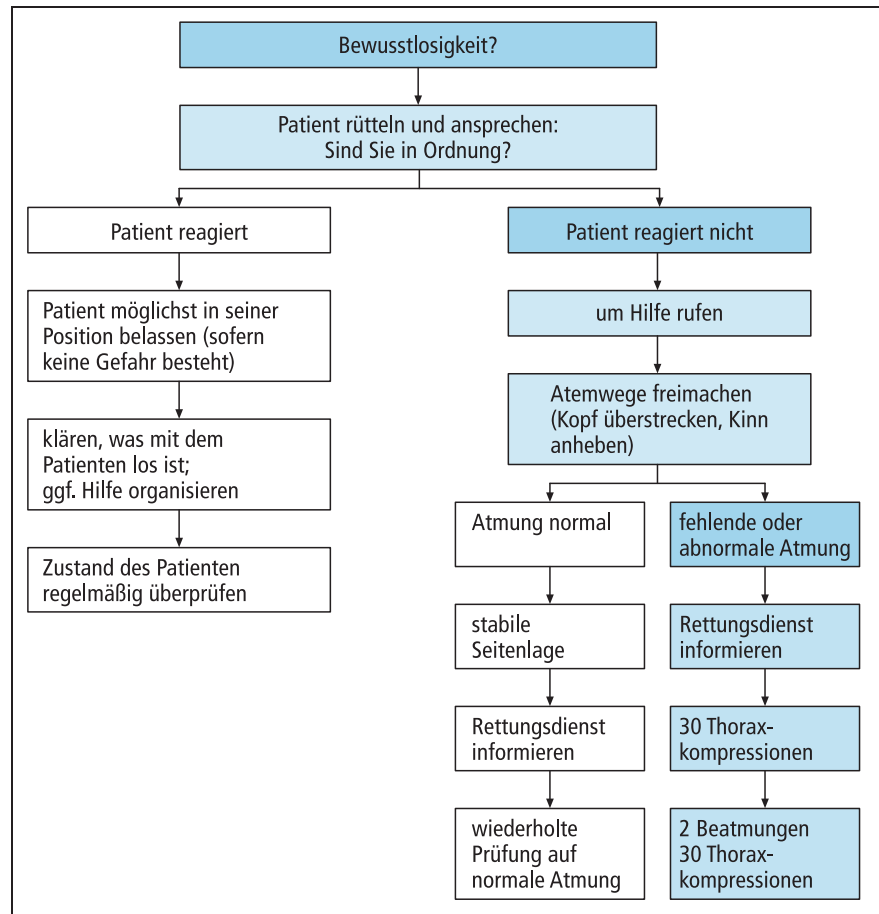 Bewusstlosigkeit?
Patient rütteln und ansprechen:
Sind Sie in Ordnung?
Patient reagiert
Patient reagiert nicht
Patient möglichst in seiner
Position belassen (sofern
keine Gefahr besteht)
um Hilfe rufen
klären, was mit dem
Patienten los ist;
ggf. Hilfe organisieren
Atemwege freimachen
(Kopf überstrecken, Kinn
anheben)
Zustand des Patienten
regelmäßig überprüfen
Atmung normal
fehlende oder
abnormale Atmung
stabile
Seitenlage
Rettungsdienst
informieren
Rettungsdienst
informieren
30 Thorax-
kompressionen
wiederholte
Prüfung auf
normale Atmung
2 Beatmungen
30 Thorax-
kompressionen